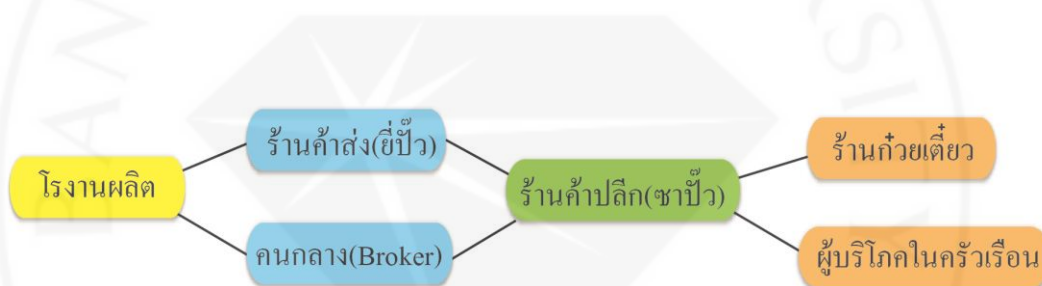 ร้านค้าส่ง(ยี่ปั๊ว)
ร้านก๋วยเตี๋ยว
โรงานผลิต
ร้านค้าปลีก(ซาปั๊ว)
คนกลาง(Broker)
ผู้บริโภคในครัวเรือน